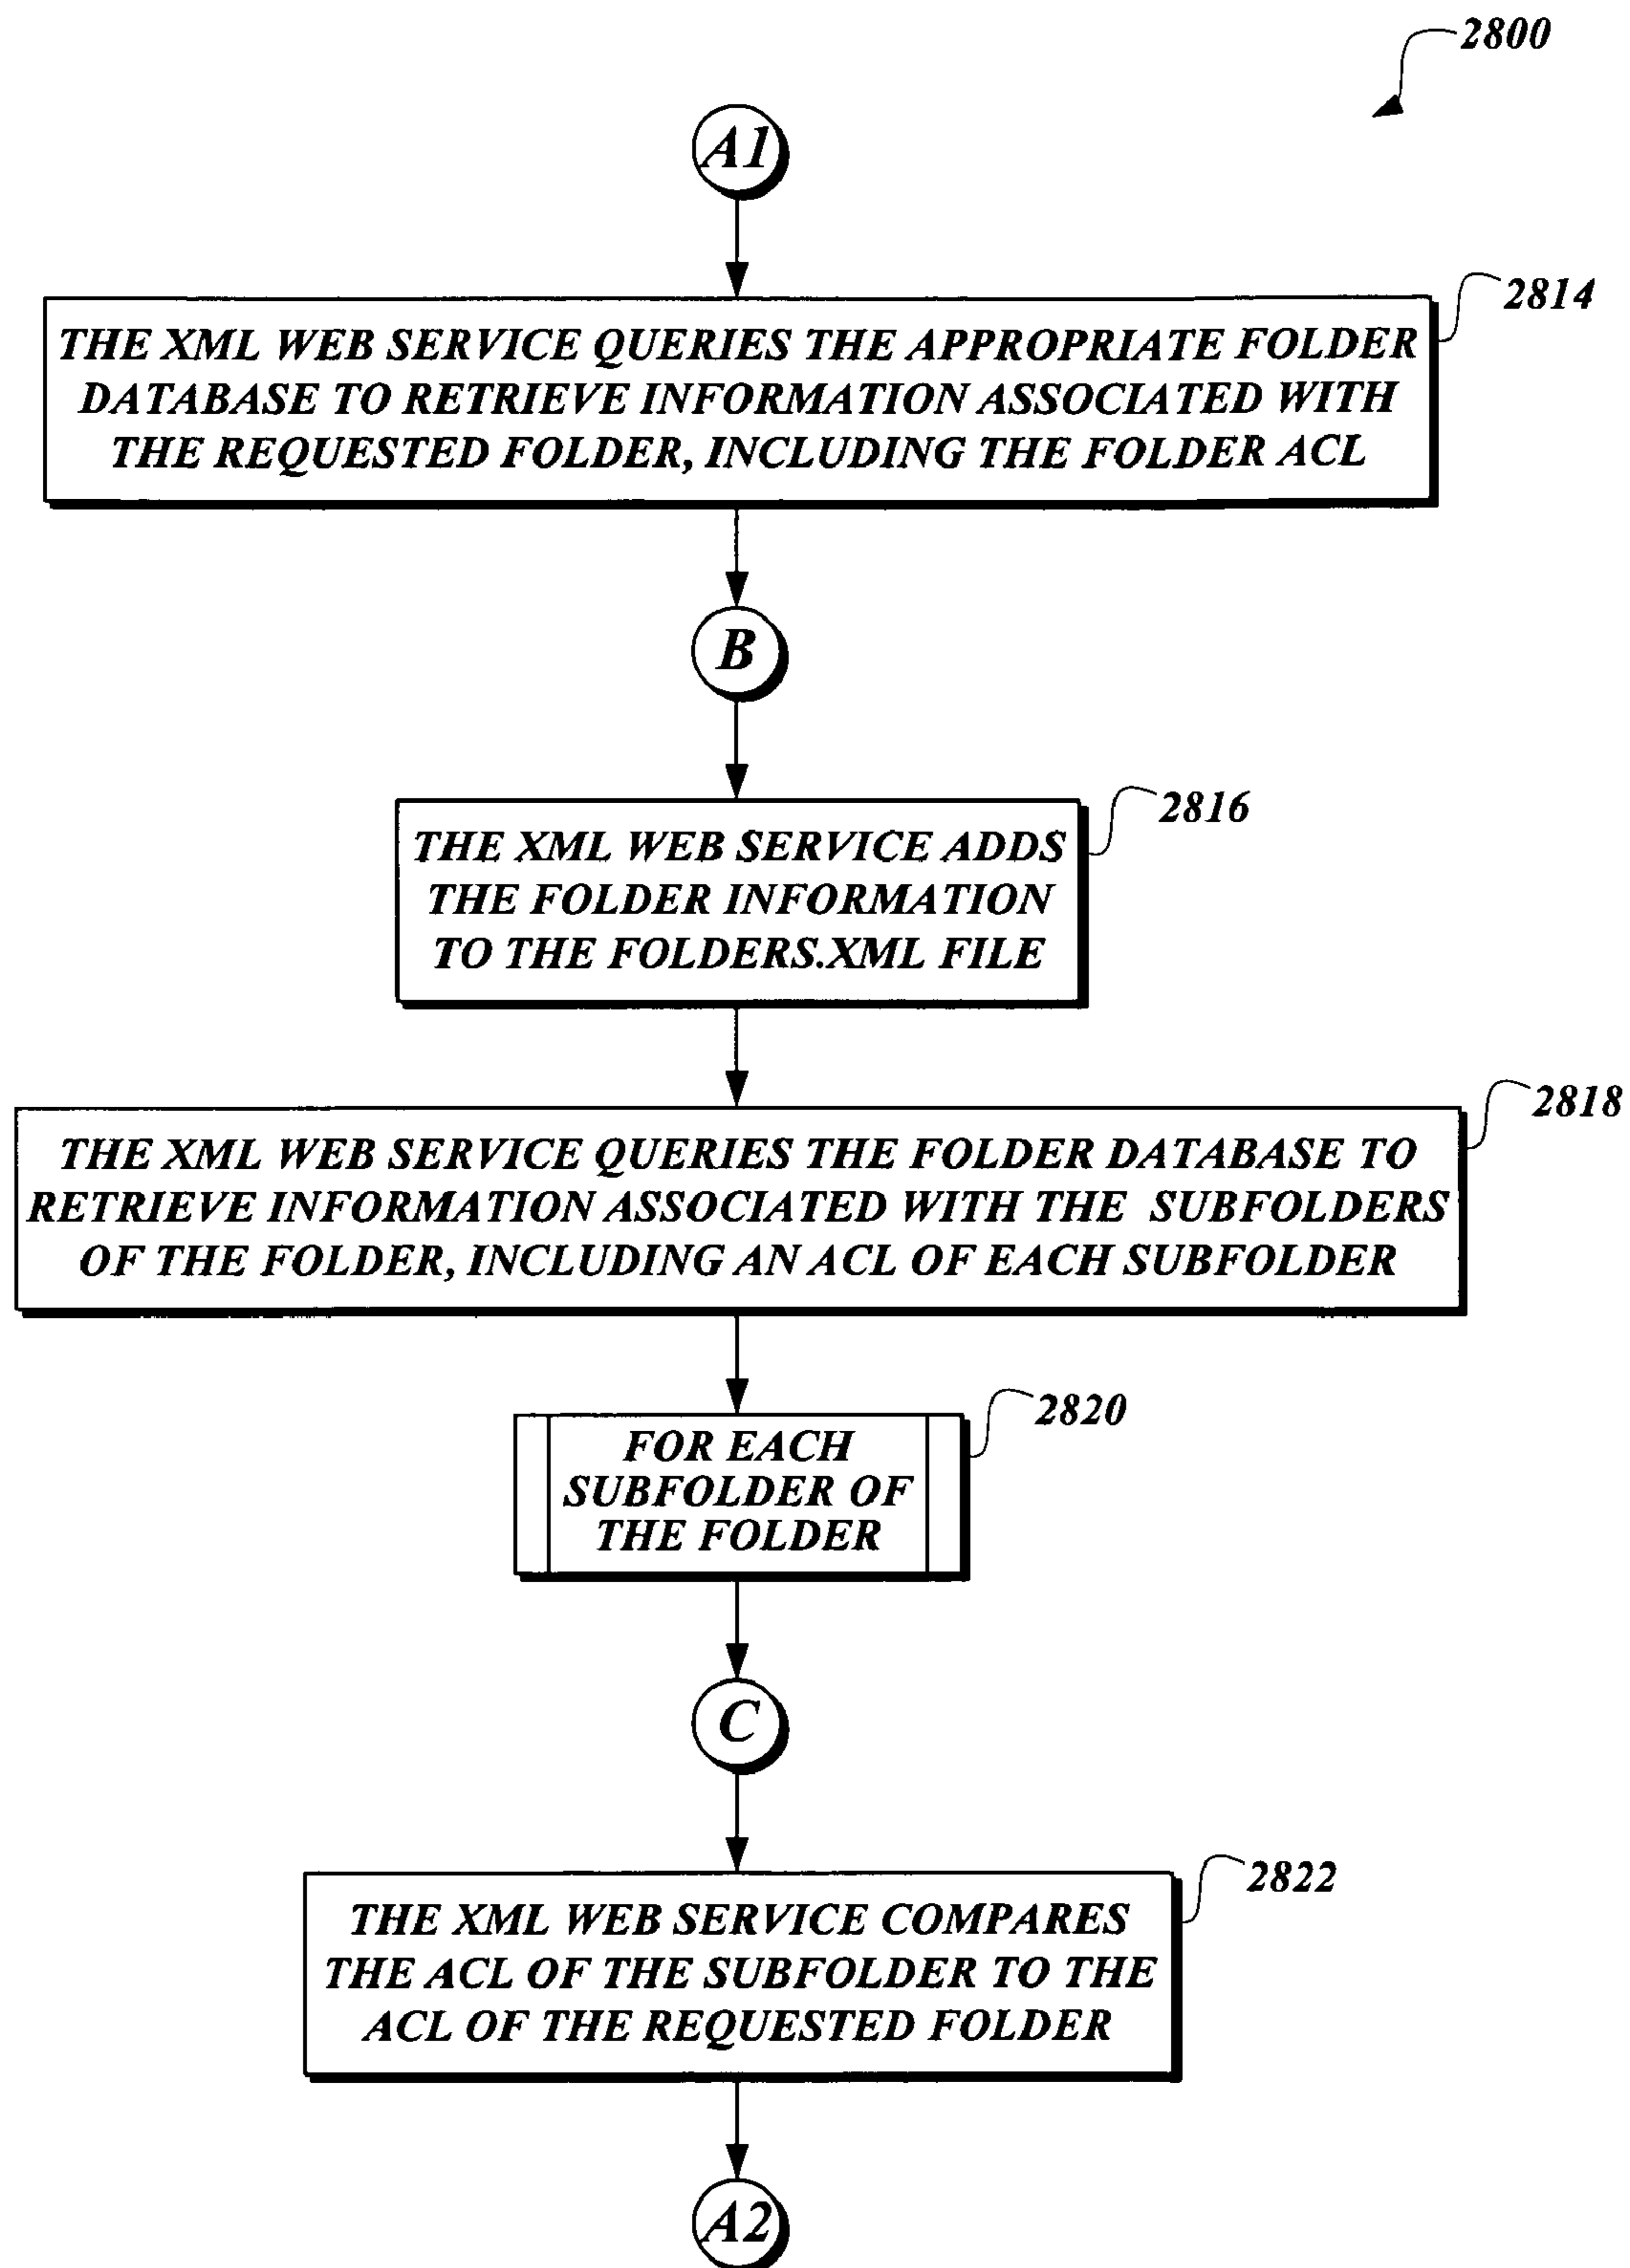 2800
A1
2814
THE XML WEB SERVICE QUERIES THE APPROPRIATE FOLDER
DATABASE TO RETRIEVE INFORMATION ASSOCIATED WITH
THE REQUESTED FOLDER, INCLUDING THE FOLDER ACL
B
2816
THE XML WEB SERVICE ADDS
THE FOLDER INFORMATION
TO THE FOLDERS.XML FILE
2818
THE XML WEB SERVICE QUERIES THE FOLDER DATABASE TO
RETRIEVE INFORMATION ASSOCIATED WITH THE SUBFOLDERS
OF THE FOLDER, INCLUDING AN ACL OF EACH SUBFOLDER
2820
FOR EACH
SUBFOLDER OF
THE FOLDER
C
2822
THE XML WEB SERVICE COMPARES
THE ACL OF THE SUBFOLDER TO THE
ACL OF THE REQUESTED FOLDER
A2